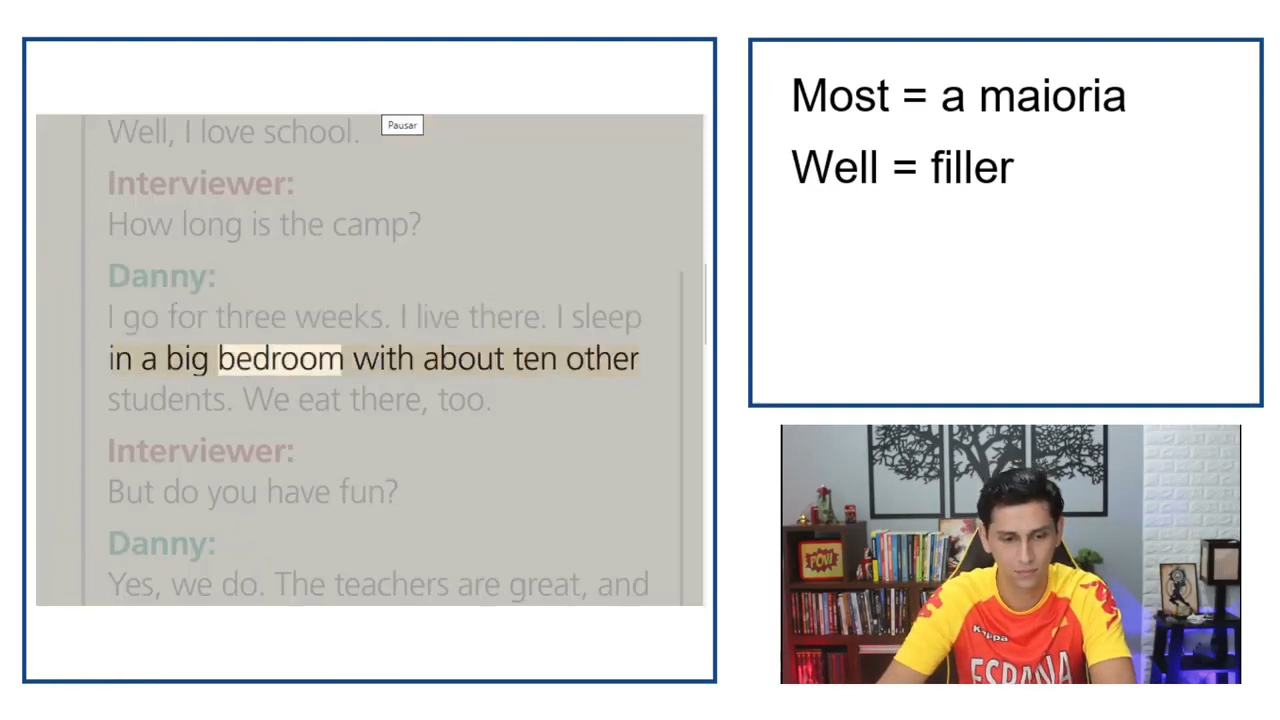 Well, I love school.
Pausar
Interviewer:
How long is the camp?
Danny:
I go for three weeks. I live there. I sleep
in a big bedroom with about ten other
students. We eat there, too.
Interviewer:
But do you have fun?
Danny:
Yes, we do. The teachers are great, and
Most = a maioria
Well = filler
POW!
Kappa
ESPAÑA